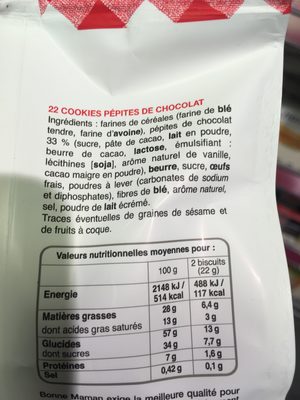 22 COOKIES PÉPITES DE CHOCOLAT
Ingrédients : farines de céréales (farine de blé
tendre, farine d'avoine), pépites de chocolat
33 % (sucre, pâte de cacao, lait en poudre,
beurre de cacao, lactose, émulsifiant :
lécithines [soja], arôme naturel de vanille,
cacao maigre en poudre), beurre, sucre, œufs
frais, poudres à lever (carbonates de sodium
et diphosphates), fibres de blé, arôme naturel,
sel, poudre de lait écrémé.
Traces éventuelles de graines de sésame et
de fruits à coque.
Valeurs nutritionnelles moyennes pour :
100 g 2 biscuits
(22 g)
Energie 2148 kJ / 488 kJ /
514 kcal 117 kcal
Matières grasses 28 g 6,4 g
dont acides gras saturés 13 g 3 g
Glucides 57 g 13 g
dont sucres 34 g 7,7 g
Protéines 7 g 1,6 g
Sel 0,42 g 0,1 g
Bonne Maman exige la meilleure qualité pour